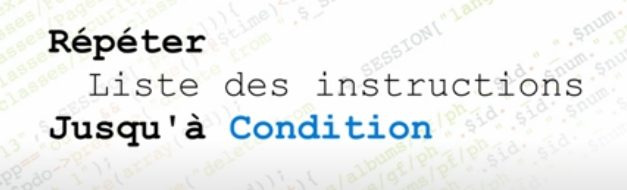 Répéter
Liste des instructions
Jusqu'à Condition